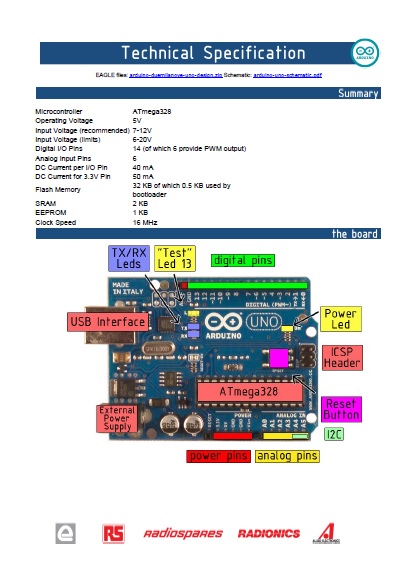 Technical Specification
ARDUINO
EAGLE files: arduino-duemilanove-uno-design.zip Schematic: arduino-uno-schematic.pdf
Summary
Microcontroller ATmega328
Operating Voltage 5V
Input Voltage (recommended) 7-12V
Input Voltage (limits) 6-20V
Digital I/O Pins 14 (of which 6 provide PWM output)
Analog Input Pins 6
DC Current per I/O Pin 40 mA
DC Current for 3.3V Pin 50 mA
Flash Memory 32 KB of which 0.5 KB used by
bootloader
SRAM 2 KB
EEPROM 1 KB
Clock Speed 16 MHz
the board
TX/RX
Leds
"Test"
Led 13
digital pins
MADE
IN ITALY
DIGITAL (PWM~)
USB Interface
UNO
ARDUINO
Power
Led
ICSP
Header
ATmega328
Reset
Button
External
Power
Supply
POWER
ANALOG IN
A0 A1 A2 A3 A4 A5
I2C
power pins
analog pins
RS
RADIOSPARES
RADIONICS